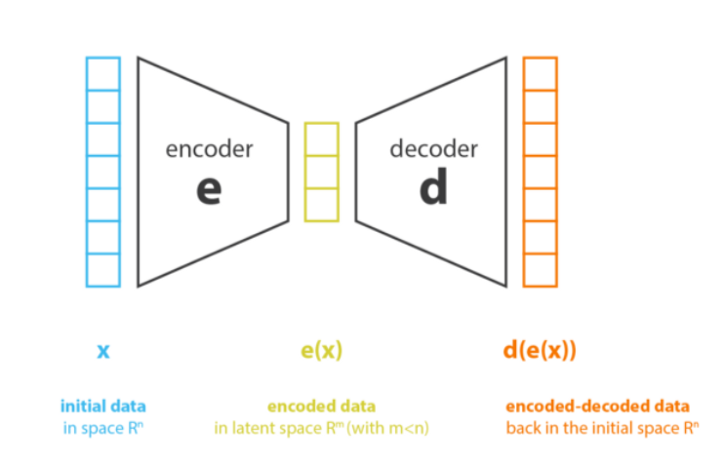 encoder
e
decoder
d
x
e(x)
d(e(x))
initial data
in space Rⁿ
encoded data
in latent space Rᵐ (with m<n)
encoded-decoded data
back in the initial space Rⁿ